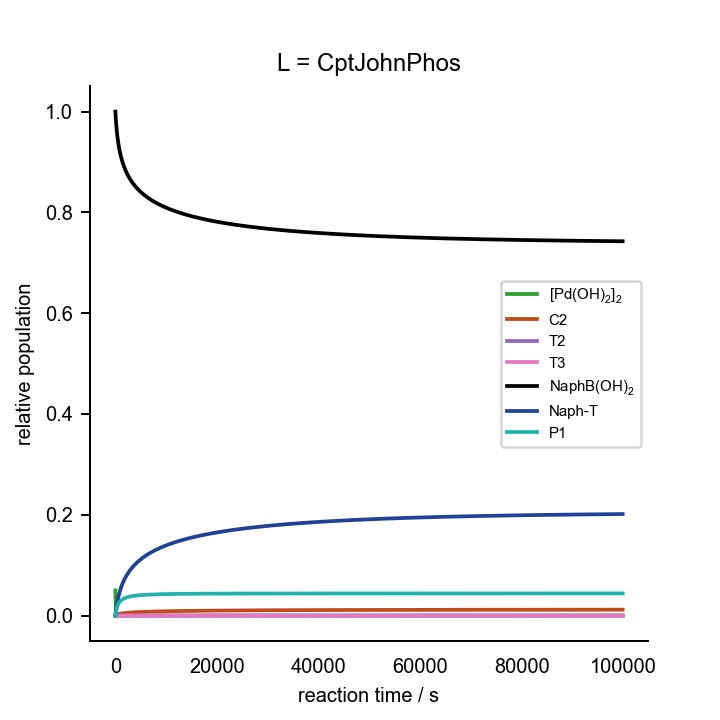 L = CptJohnPhos
relative population
1.0
0.8
0.6
0.4
0.2
0.0
[Pd(OH)₂]₂
C2
T2
T3
NaphB(OH)₂
Naph-T
P1
0 20000 40000 60000 80000 100000
reaction time / s